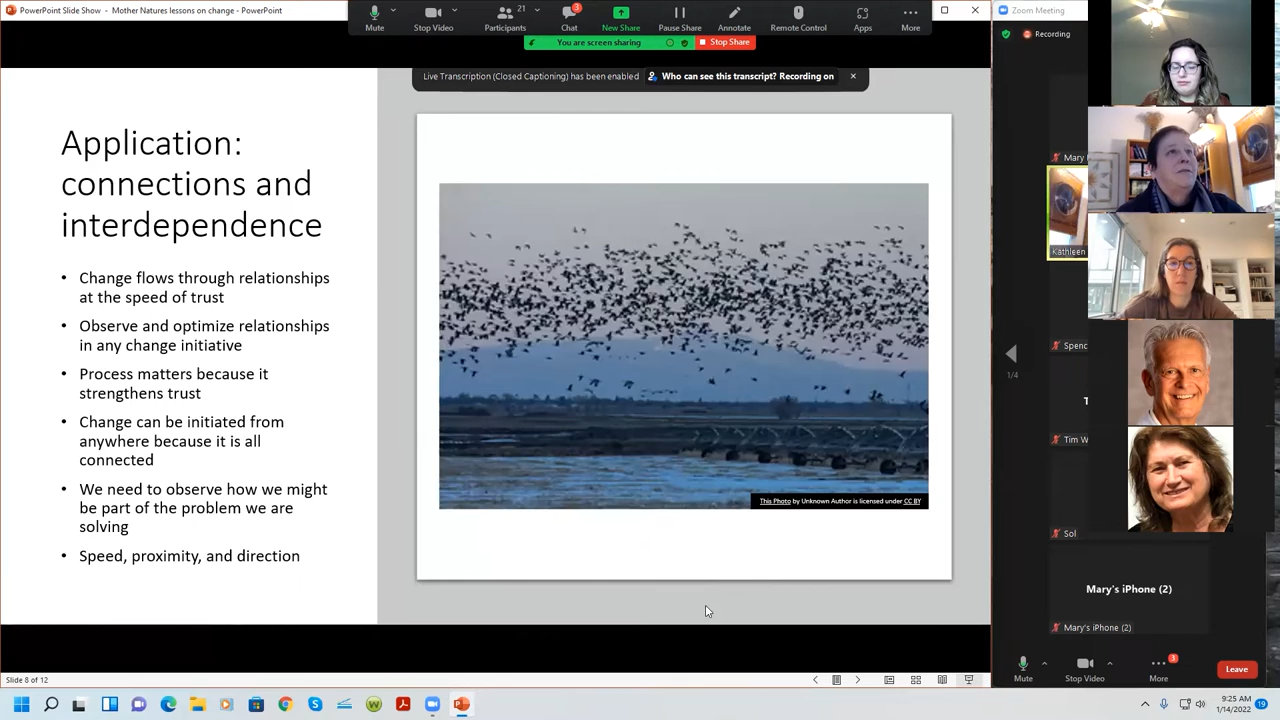 PowerPoint Slide Show - Mother Natures lessons on change - PowerPoint
21
3
Mute
Stop Video
Participants
Chat
New Share
Pause Share
Annotate
Remote Control
Apps
More
You are screen sharing
Stop Share
Zoom Meeting
Recording
Live Transcription (Closed Captioning) has been enabled
Who can see this transcript? Recording on
Application:
connections and
interdependence
• Change flows through relationships
at the speed of trust
• Observe and optimize relationships
in any change initiative
• Process matters because it
strengthens trust
• Change can be initiated from
anywhere because it is all
connected
• We need to observe how we might
be part of the problem we are
solving
• Speed, proximity, and direction
This Photo by Unknown Author is licensed under CC BY
Mary
Kathleen
Spenc
1/4
T
Tim W
Sol
Mary's iPhone (2)
Mary's iPhone (2)
Mute
Stop Video
3
More
Leave
Slide 8 of 12
9:25 AM
1/14/2022
19